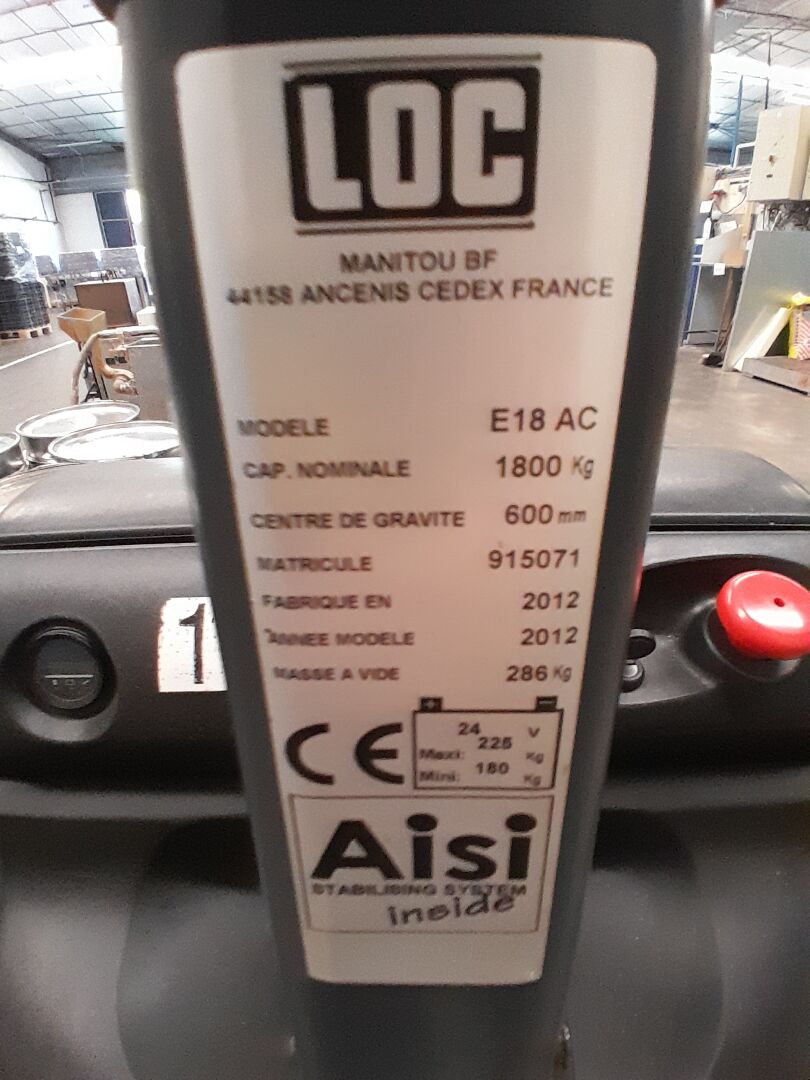 LOC
MANITOU BF
44158 ANCENIS CEDEX FRANCE
MODELE E18 AC
CAP. NOMINALE 1800 Kg
CENTRE DE GRAVITE 600 mm
MATRICULE 915071
FABRIQUE EN 2012
ANNEE MODELE 2012
MASSE A VIDE 286 Kg
CE
+ −
24 V
Maxi: 225 Kg
Mini: 180 Kg
Aisi
STABILISING SYSTEM
inside
1